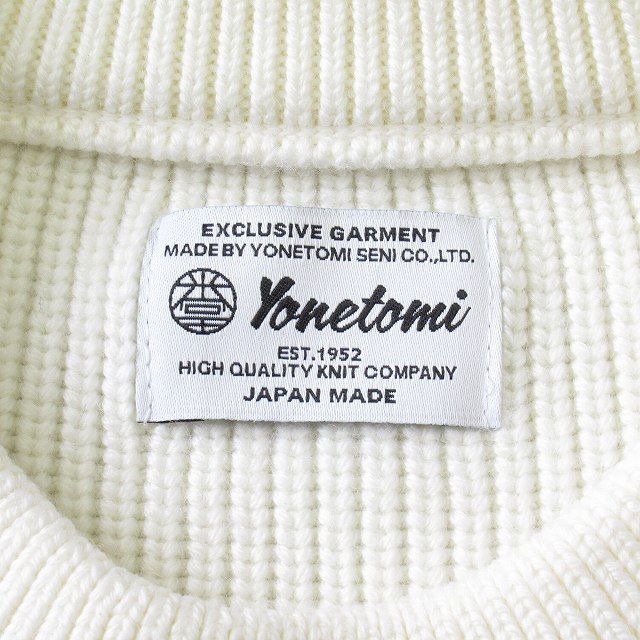 EXCLUSIVE GARMENT
MADE BY YONETOMI SENI CO.,LTD.
Yonetomi
EST.1952
HIGH QUALITY KNIT COMPANY
JAPAN MADE